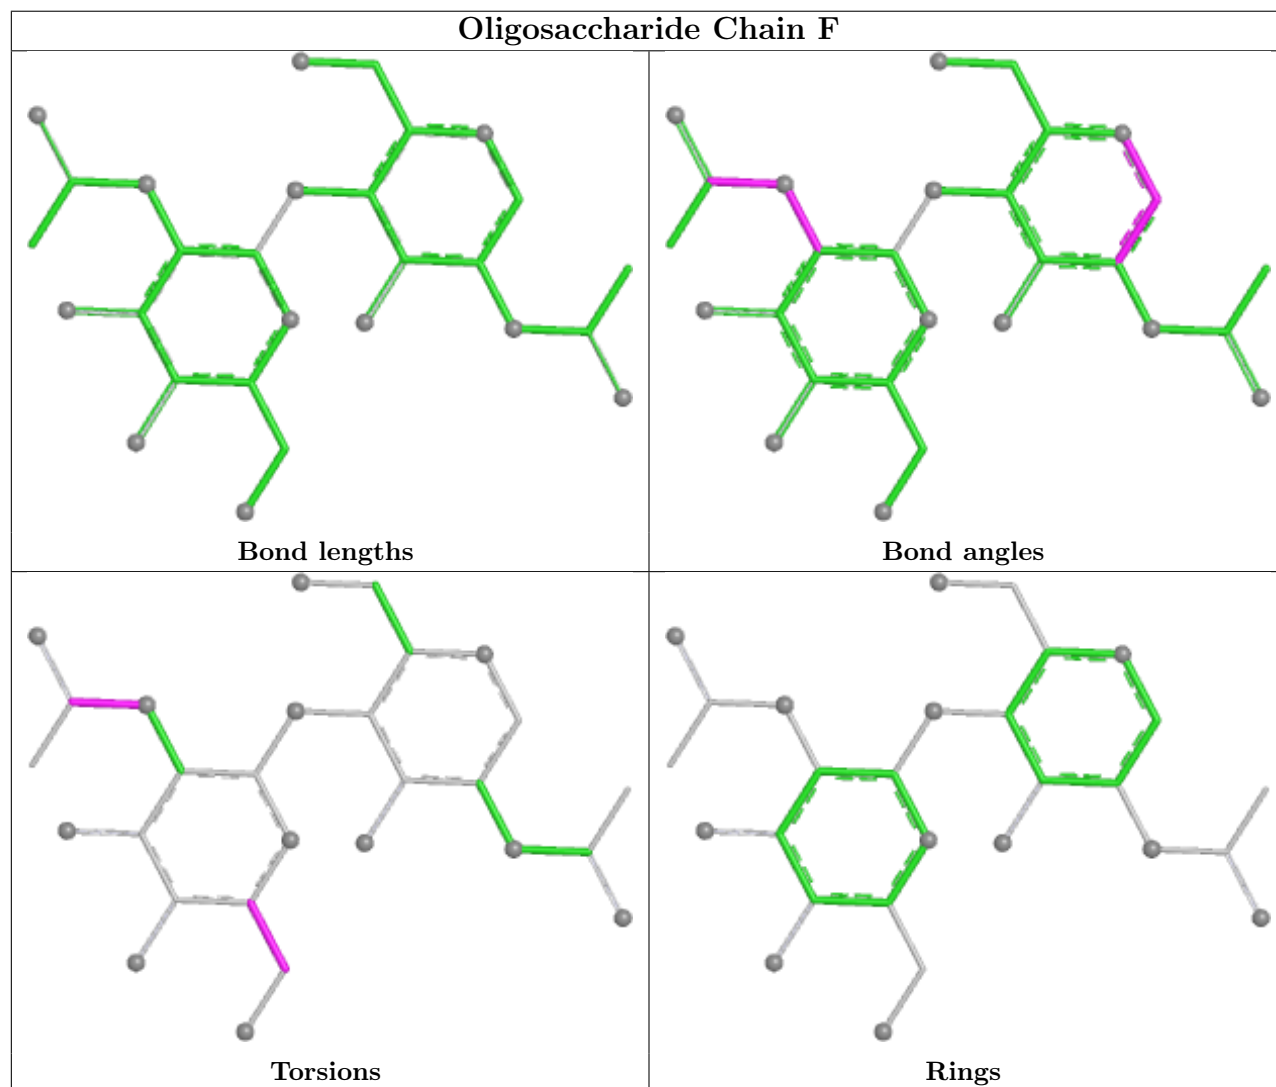 Oligosaccharide Chain F
Bond lengths
Bond angles
Torsions
Rings